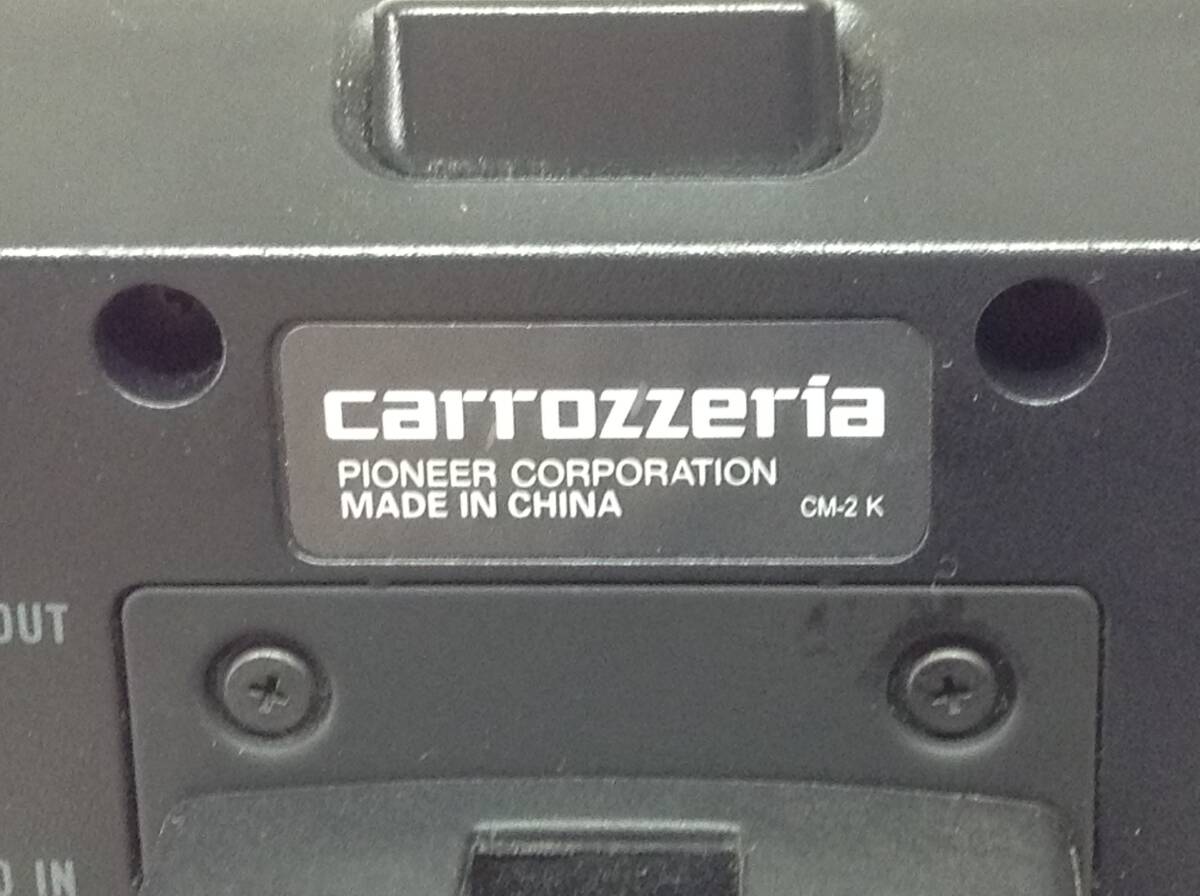 carrozzeria
PIONEER CORPORATION
MADE IN CHINA CM-2 K
OUT
IN